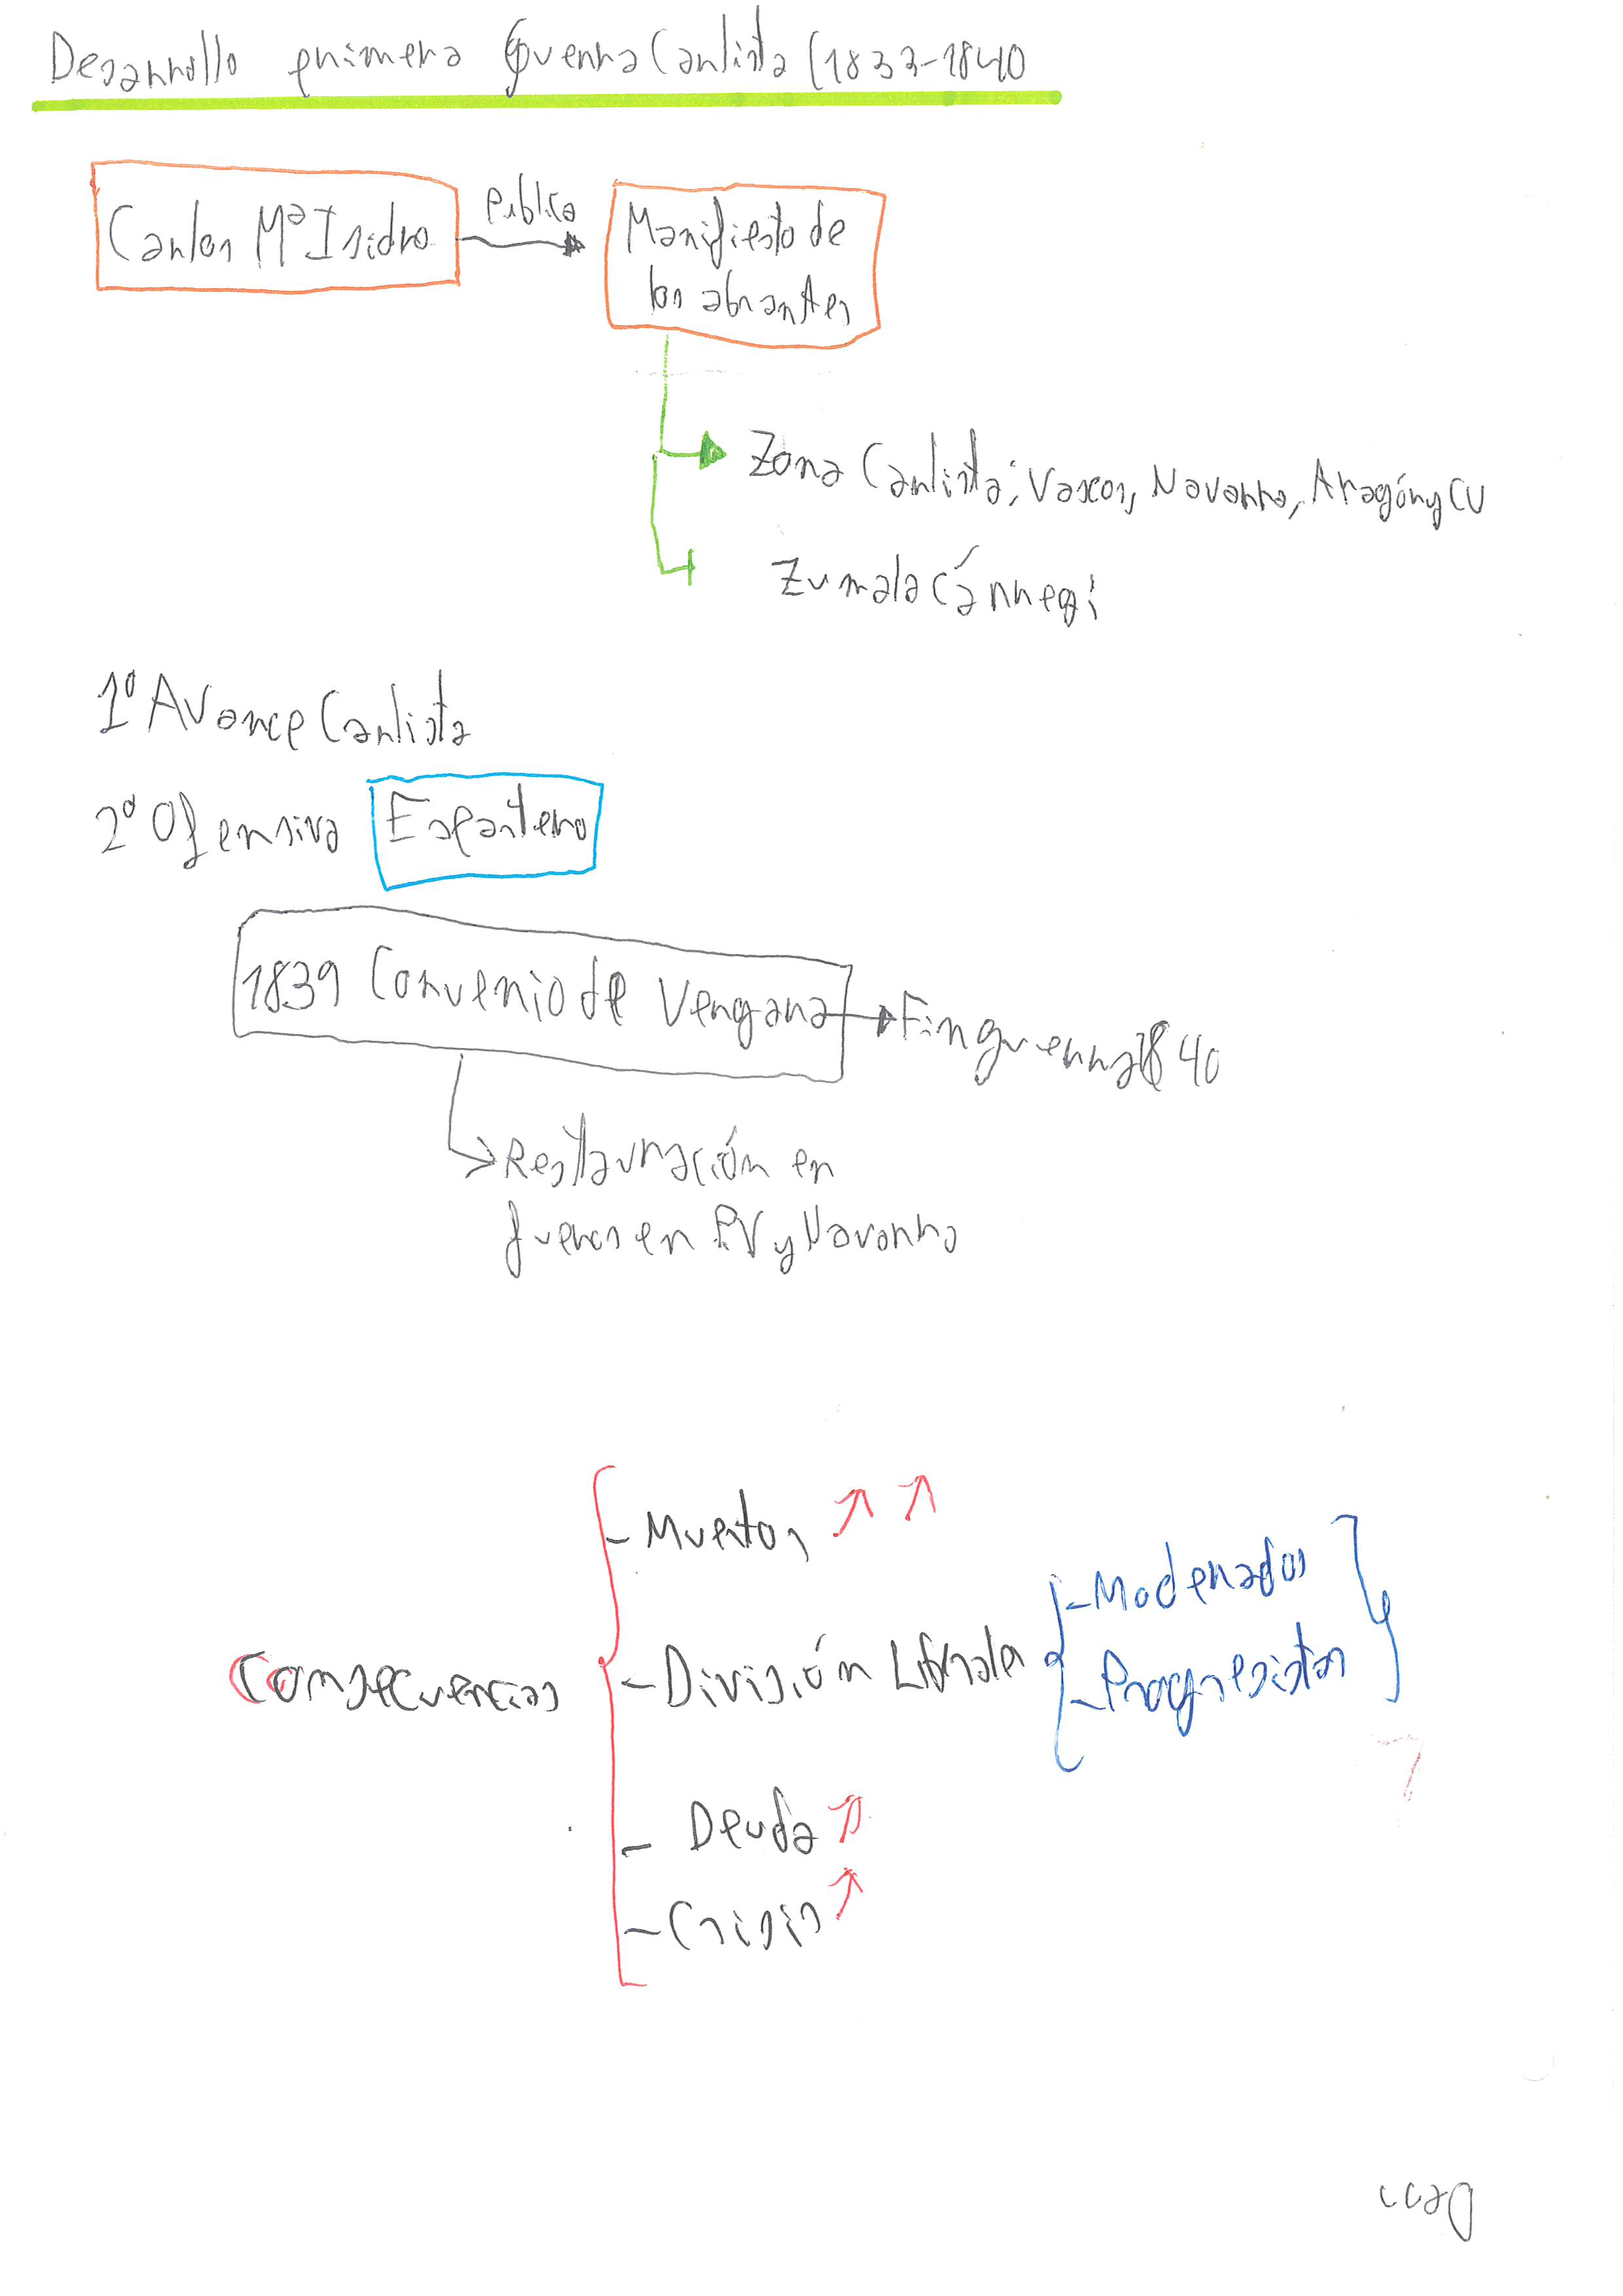 Desarrollo primera Guerra Carlista (1833-1840
Carlos Mª Isidro
publica
Manifiesto de
los abrantes
Zona Carlista; Vascos, Navarra, Aragón y CV
Zumalacárregi
1º Avance Carlista
2º Ofensiva Espartero
1839 Convenio de Vergara
Fin guerra 1840
Restauración en
fueros en PV y Navarra
Consecuencias
- Muertos ↗ ↗
- División Liberales
- Moderados
- Progresistas
- Deuda ↗
- Crisis ↗